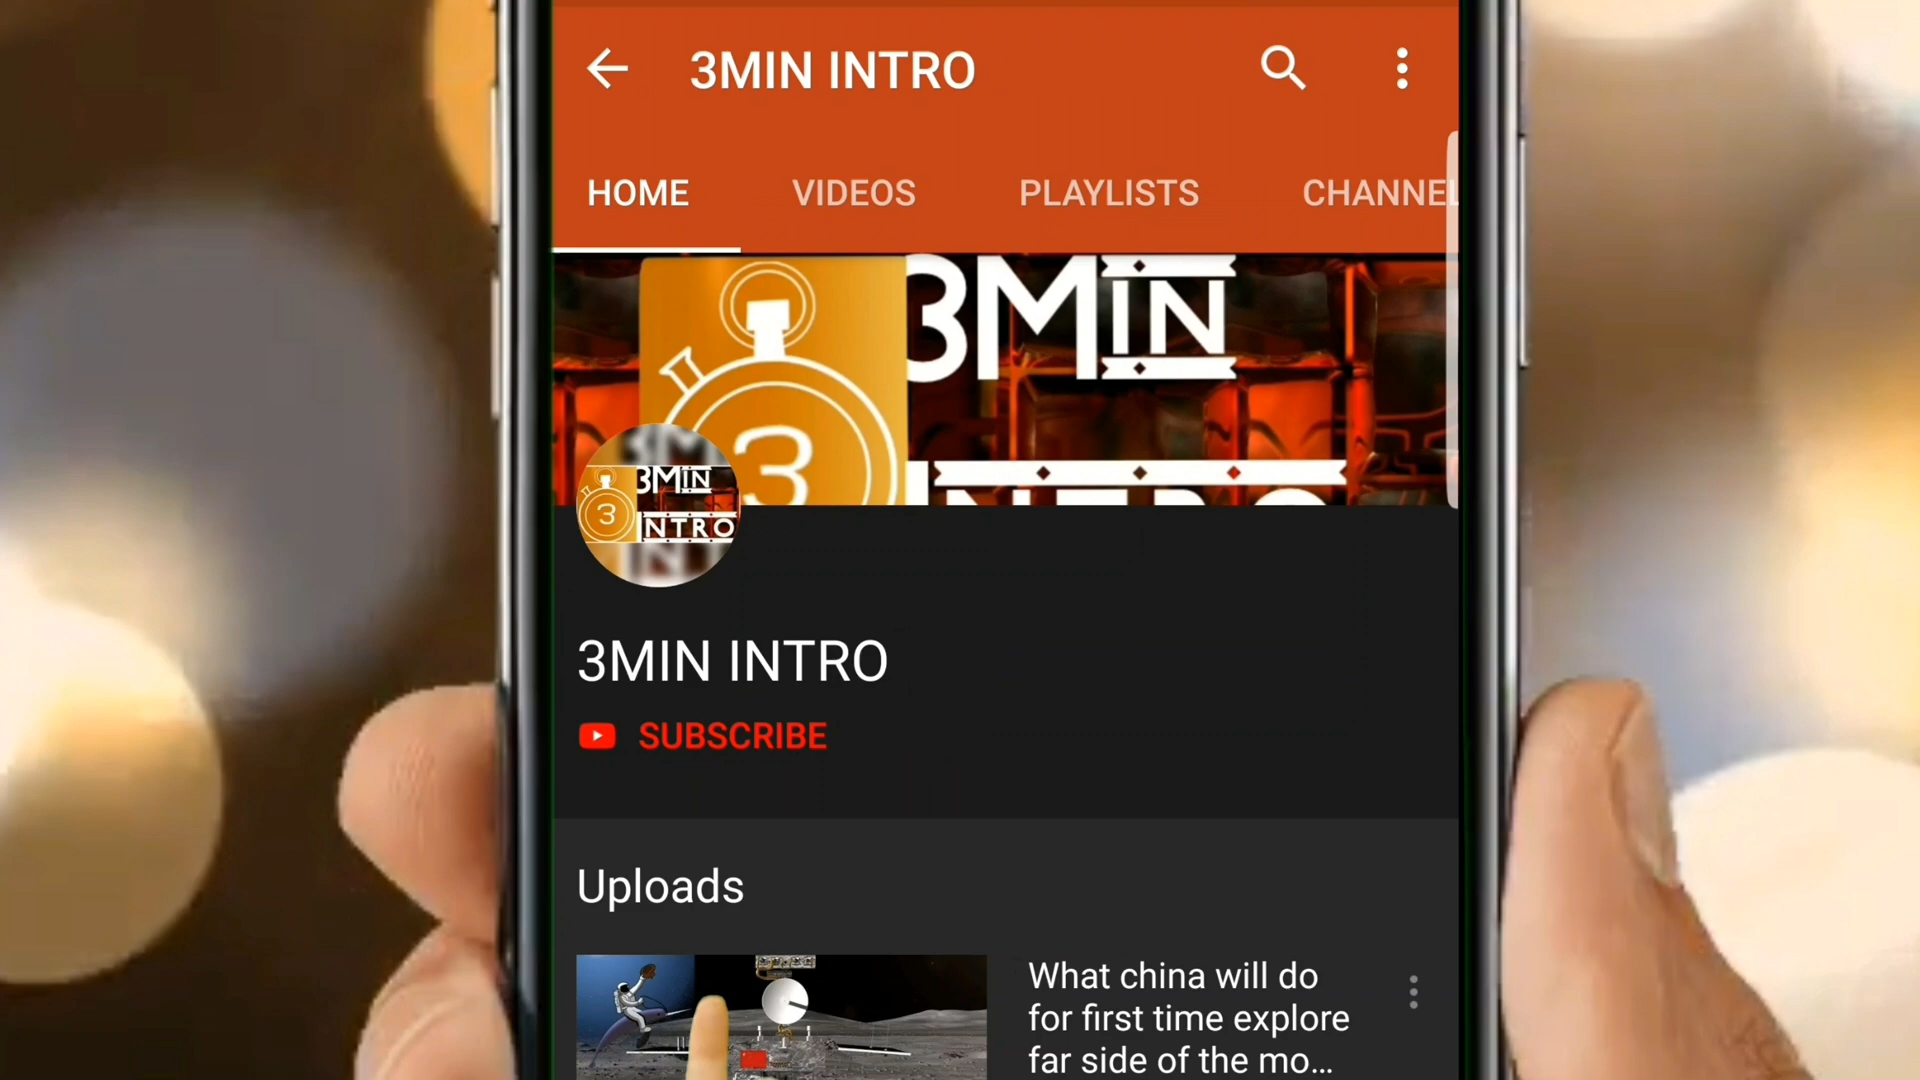 3MIN INTRO
HOME VIDEOS PLAYLISTS CHANNEL
3MIN
3
3MIN
3
INTRO
3MIN INTRO
SUBSCRIBE
Uploads
What china will do
for first time explore
far side of the mo...